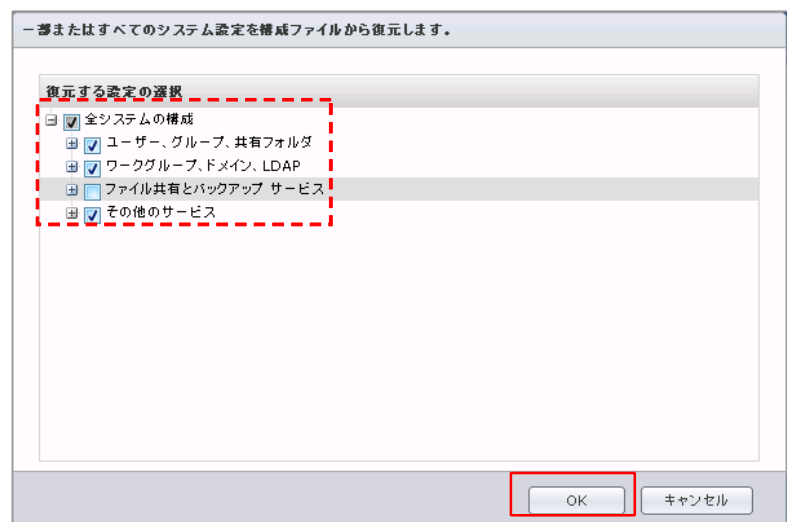 一部またはすべてのシステム設定を構成ファイルから復元します。
復元する設定の選択
全システムの構成
ユーザー、グループ、共有フォルダ
ワークグループ、ドメイン、LDAP
ファイル共有とバックアップ サービス
その他のサービス
OK
キャンセル